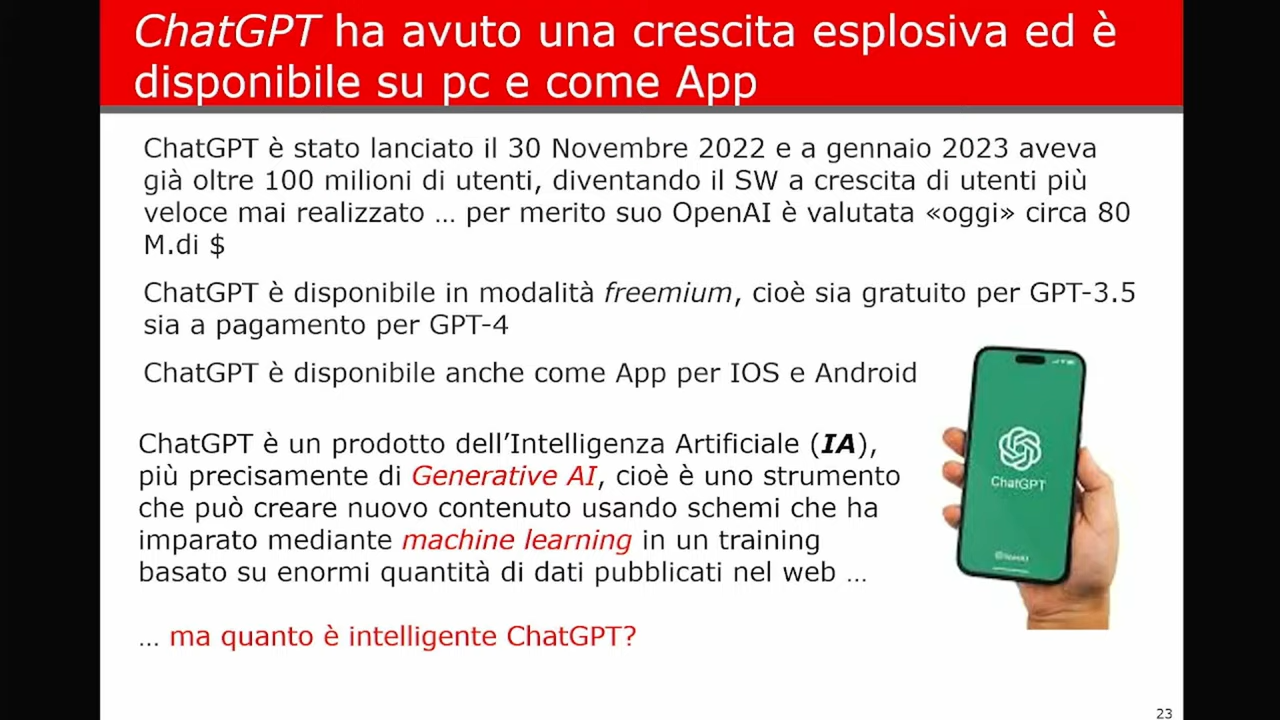 ChatGPT ha avuto una crescita esplosiva ed è
disponibile su pc e come App
ChatGPT è stato lanciato il 30 Novembre 2022 e a gennaio 2023 aveva
già oltre 100 milioni di utenti, diventando il SW a crescita di utenti più
veloce mai realizzato … per merito suo OpenAI è valutata «oggi» circa 80
M.di $
ChatGPT è disponibile in modalità freemium, cioè sia gratuito per GPT-3.5
sia a pagamento per GPT-4
ChatGPT è disponibile anche come App per IOS e Android
ChatGPT è un prodotto dell’Intelligenza Artificiale (IA),
più precisamente di Generative AI, cioè è uno strumento
che può creare nuovo contenuto usando schemi che ha
imparato mediante machine learning in un training
basato su enormi quantità di dati pubblicati nel web …
… ma quanto è intelligente ChatGPT?
ChatGPT
23